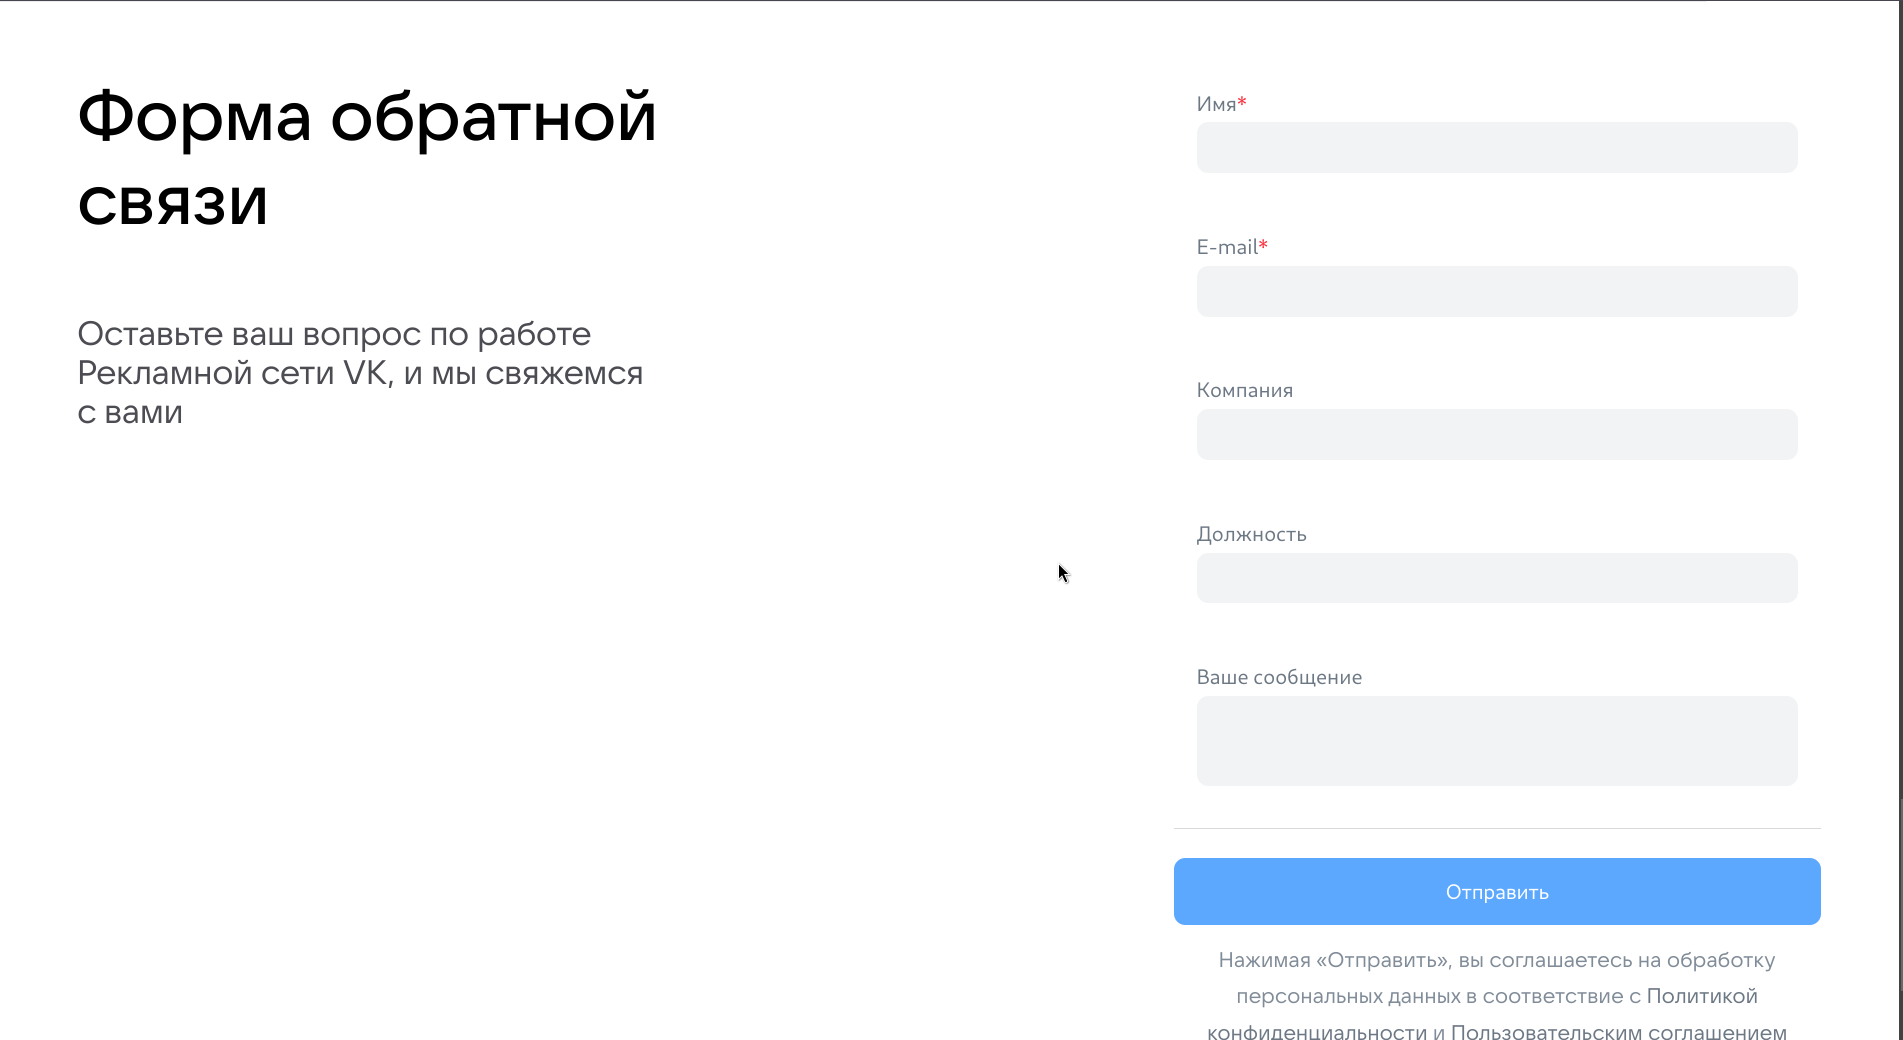 Форма обратной
связи
Оставьте ваш вопрос по работе
Рекламной сети VK, и мы свяжемся
с вами
Имя*
E-mail*
Компания
Должность
Ваше сообщение
Отправить
Нажимая «Отправить», вы соглашаетесь на обработку
персональных данных в соответствие с Политикой
конфиденциальности и Пользовательским соглашением